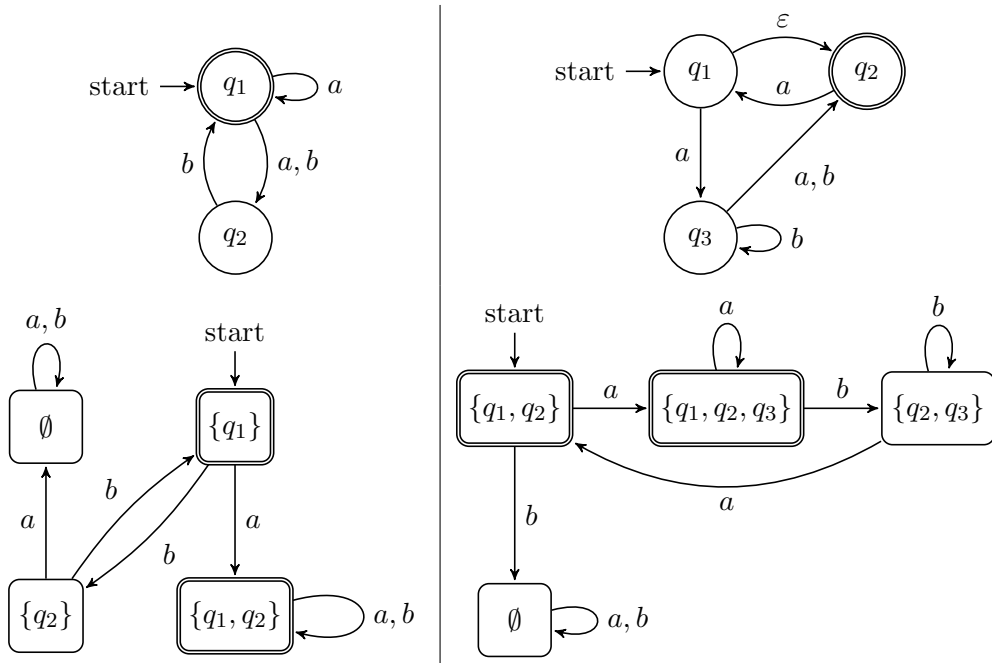 start
q₁
a
b
a, b
q₂
a, b
∅
a
{q₂}
start
{q₁}
b
b
a
{q₁, q₂}
a, b
start
q₁
ε
q₂
a
a
a, b
q₃
b
start
{q₁, q₂}
a
a
{q₁, q₂, q₃}
b
b
{q₂, q₃}
a
b
∅
a, b